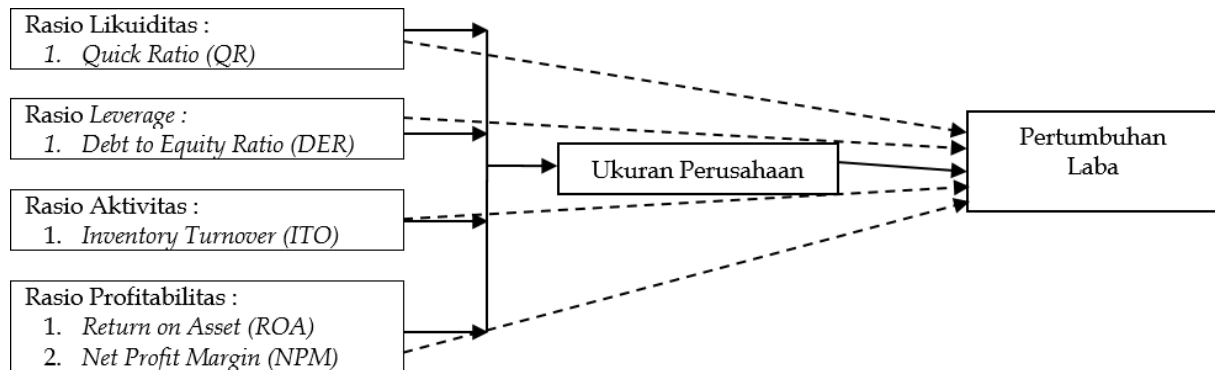 Rasio Likuiditas :
1. Quick Ratio (QR)
Rasio Leverage :
1. Debt to Equity Ratio (DER)
Rasio Aktivitas :
1. Inventory Turnover (ITO)
Rasio Profitabilitas :
1. Return on Asset (ROA)
2. Net Profit Margin (NPM)
Ukuran Perusahaan
Pertumbuhan
Laba